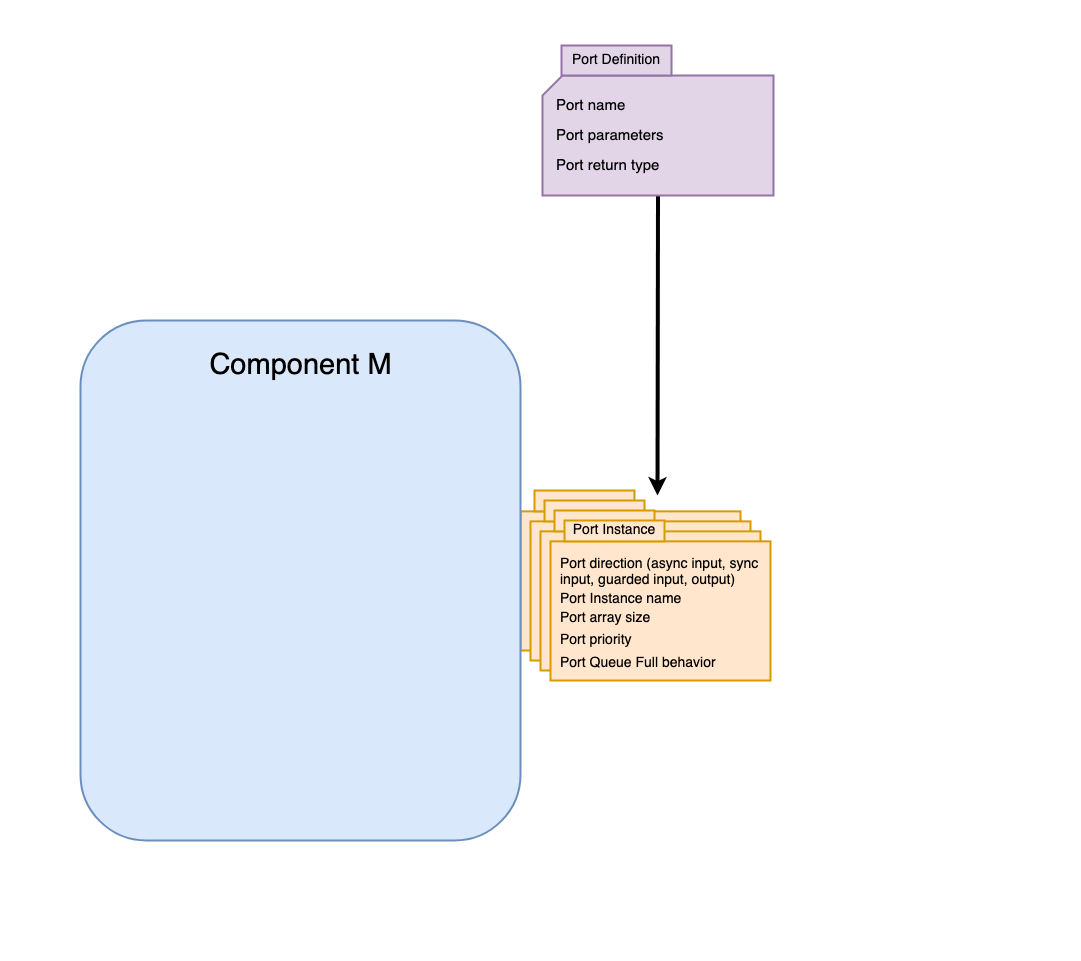 Port Definition
Port name
Port parameters
Port return type
Component M
Port Instance
Port direction (async input, sync
input, guarded input, output)
Port Instance name
Port array size
Port priority
Port Queue Full behavior